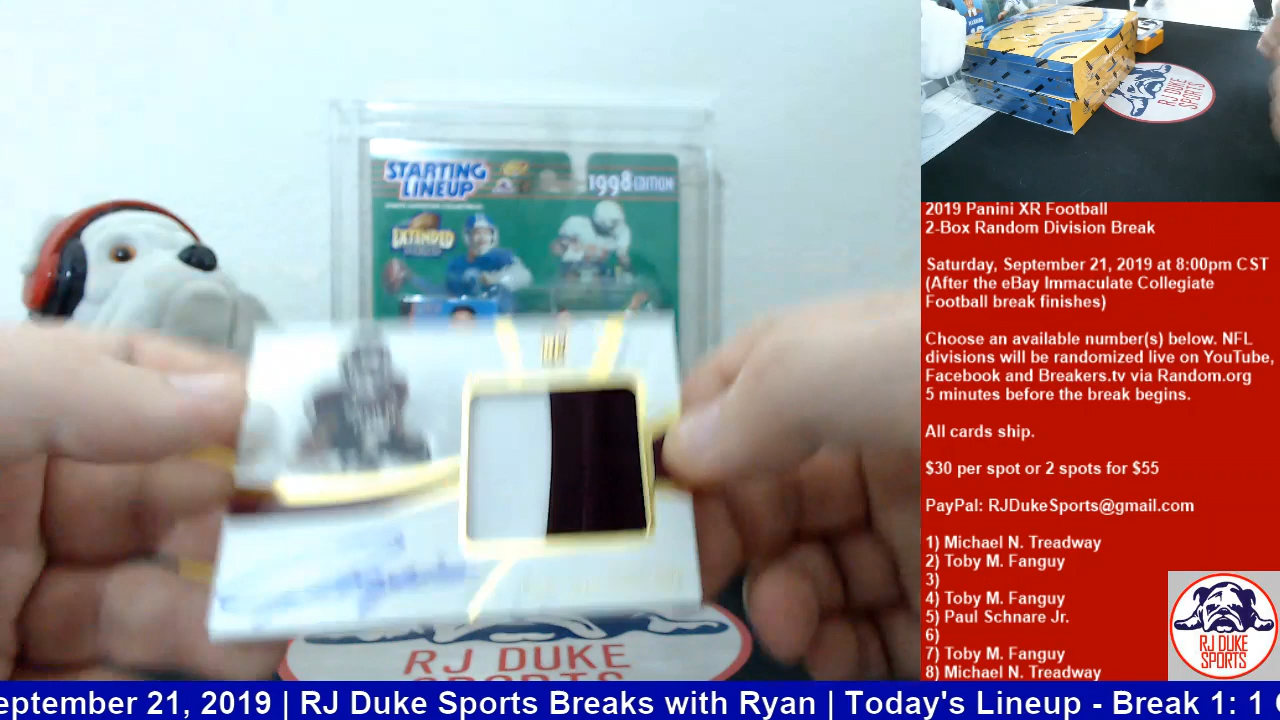 STARTING
LINEUP
1998 EDITION
EXTENDED
RJ DUKE
SPORTS
RJ DUKE
SPORTS
2019 Panini XR Football
2-Box Random Division Break
Saturday, September 21, 2019 at 8:00pm CST
(After the eBay Immaculate Collegiate
Football break finishes)
Choose an available number(s) below. NFL
divisions will be randomized live on YouTube,
Facebook and Breakers.tv via Random.org
5 minutes before the break begins.
All cards ship.
$30 per spot or 2 spots for $55
PayPal: RJDukeSports@gmail.com
1) Michael N. Treadway
2) Toby M. Fanguy
3)
4) Toby M. Fanguy
5) Paul Schnare Jr.
6)
7) Toby M. Fanguy
8) Michael N. Treadway
RJ DUKE
SPORTS
eptember 21, 2019 | RJ Duke Sports Breaks with Ryan | Today's Lineup - Break 1: 1